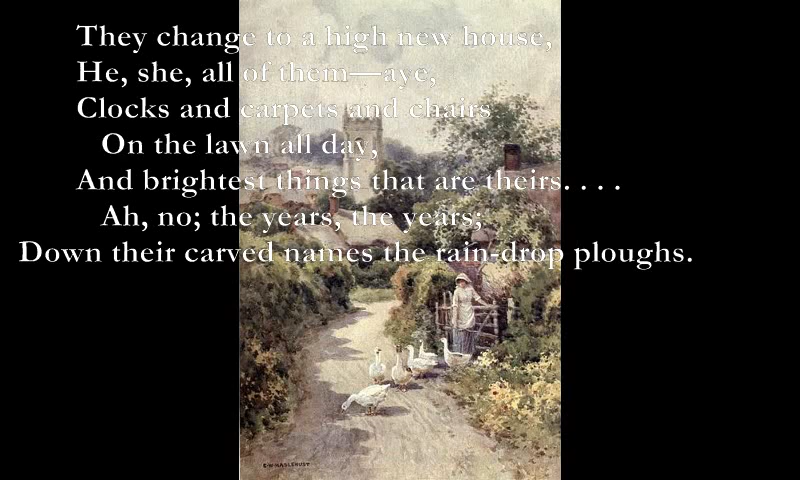 They change to a high new house,
He, she, all of them—aye,
Clocks and carpets and chairs
On the lawn all day,
And brightest things that are theirs. . . .
Ah, no; the years, the years;
Down their carved names the rain-drop ploughs.
E·W·HASLEHUST